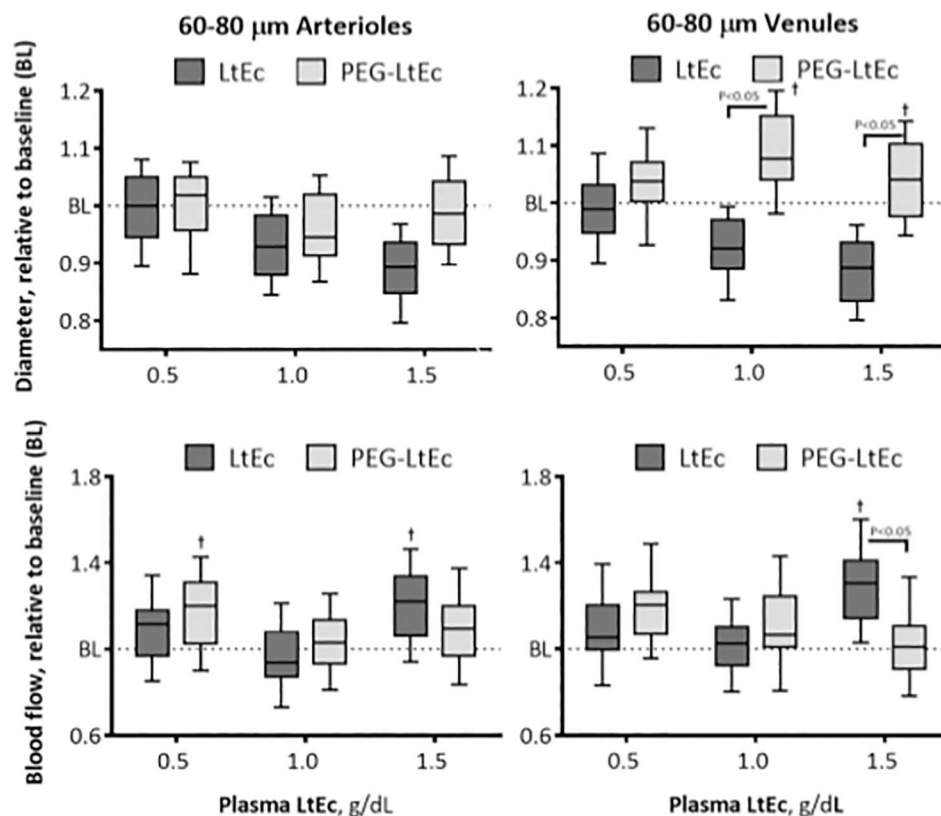 60-80 µm Arterioles
LtEc PEG-LtEc
Diameter, relative to baseline (BL)
1.2
1.1
BL
0.9
0.8
0.5 1.0 1.5
60-80 µm Venules
LtEc PEG-LtEc
1.2
1.1
BL
0.9
0.8
P<0.05 †
P<0.05 †
0.5 1.0 1.5
LtEc PEG-LtEc
Blood flow, relative to baseline (BL)
1.8
1.4
BL
0.6
† †
0.5 1.0 1.5
Plasma LtEc, g/dL
LtEc PEG-LtEc
1.8
1.4
BL
0.6
†
P<0.05
0.5 1.0 1.5
Plasma LtEc, g/dL